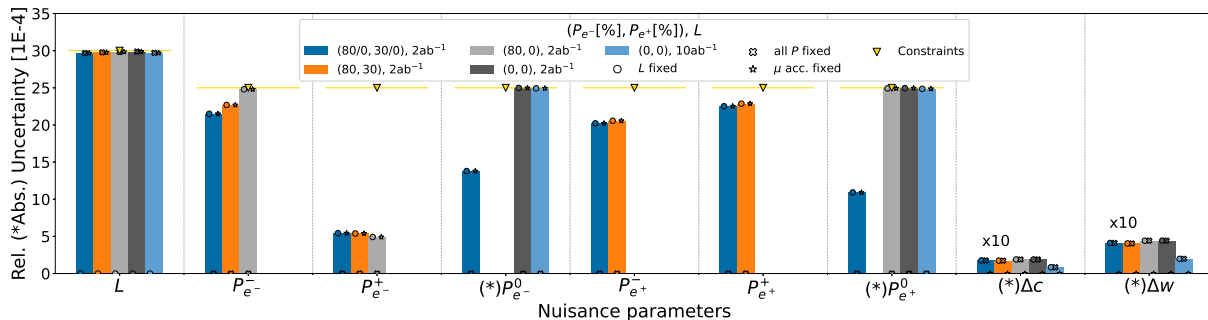 Rel. (*Abs.) Uncertainty [1E-4]
35
30
25
20
15
10
5
0
(P_{e^-}[%], P_{e^+}[%]), L
(80/0, 30/0), 2ab⁻¹
(80, 30), 2ab⁻¹
(80, 0), 2ab⁻¹
(0, 0), 2ab⁻¹
(0, 0), 10ab⁻¹
L fixed
all P fixed
μ acc. fixed
Constraints
x10
x10
L
P_{e^-}^-
P_{e^-}^+
(*)P_{e^-}^0
P_{e^+}^-
P_{e^+}^+
(*)P_{e^+}^0
(*)Δc
(*)Δw
Nuisance parameters